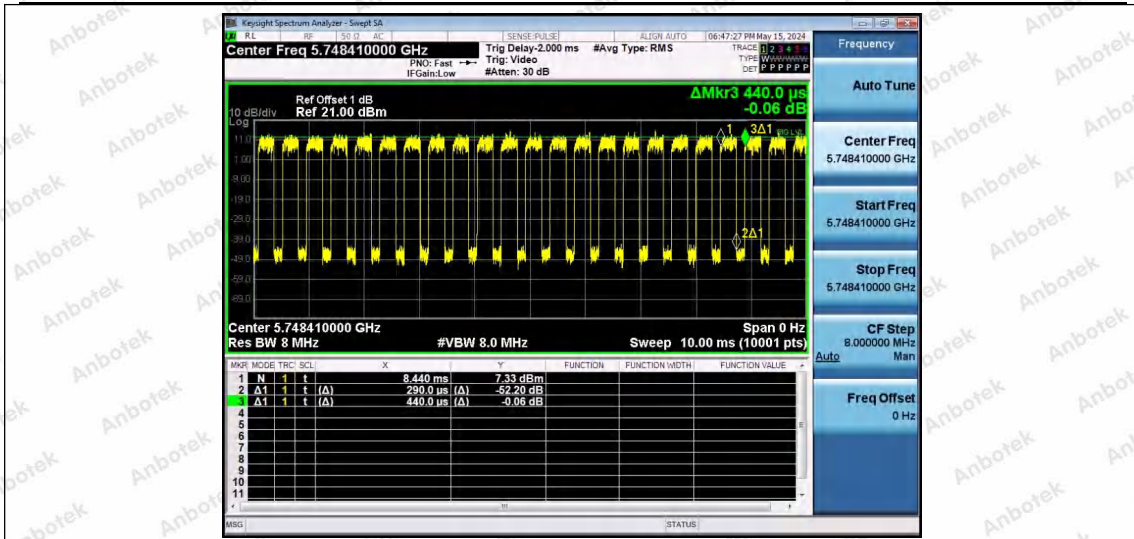 Keysight Spectrum Analyzer - Swept SA
RL RF 50 Ω AC SENSE:PULSE ALIGN AUTO 06:47:27 PM May 15, 2024
Center Freq 5.748410000 GHz
PNO: Fast
IFGain:Low
Trig Delay-2.000 ms
Trig: Video
#Atten: 30 dB
#Avg Type: RMS
TRACE 1 2 3 4 5 6
TYPE WWWWWW
DET P P P P P P
ΔMkr3 440.0 µs
-0.06 dB
Ref Offset 1 dB
10 dB/div Ref 21.00 dBm
Log
11.0
1.00
-9.00
-19.0
-29.0
-39.0
-49.0
-59.0
-69.0
1 3Δ1 TRIG LVL
2Δ1
Center 5.748410000 GHz Span 0 Hz
Res BW 8 MHz #VBW 8.0 MHz Sweep 10.00 ms (10001 pts)
MKR MODE TRC SCL X Y FUNCTION FUNCTION WIDTH FUNCTION VALUE
1 N 1 t 8.440 ms 7.33 dBm
2 Δ1 1 t (Δ) 290.0 µs (Δ) -52.20 dB
3 Δ1 1 t (Δ) 440.0 µs (Δ) -0.06 dB
4
5
6
7
8
9
10
11
MSG STATUS
Frequency
Auto Tune
Center Freq
5.748410000 GHz
Start Freq
5.748410000 GHz
Stop Freq
5.748410000 GHz
CF Step
8.000000 MHz
Auto Man
Freq Offset
0 Hz
Anbotek